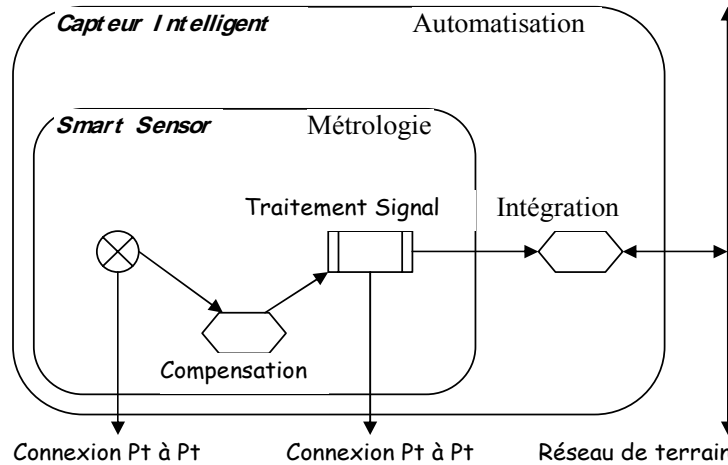 Capteur Intelligent Automatisation
Smart Sensor Métrologie
Traitement Signal Intégration
Compensation
Connexion Pt à Pt Connexion Pt à Pt Réseau de terrain